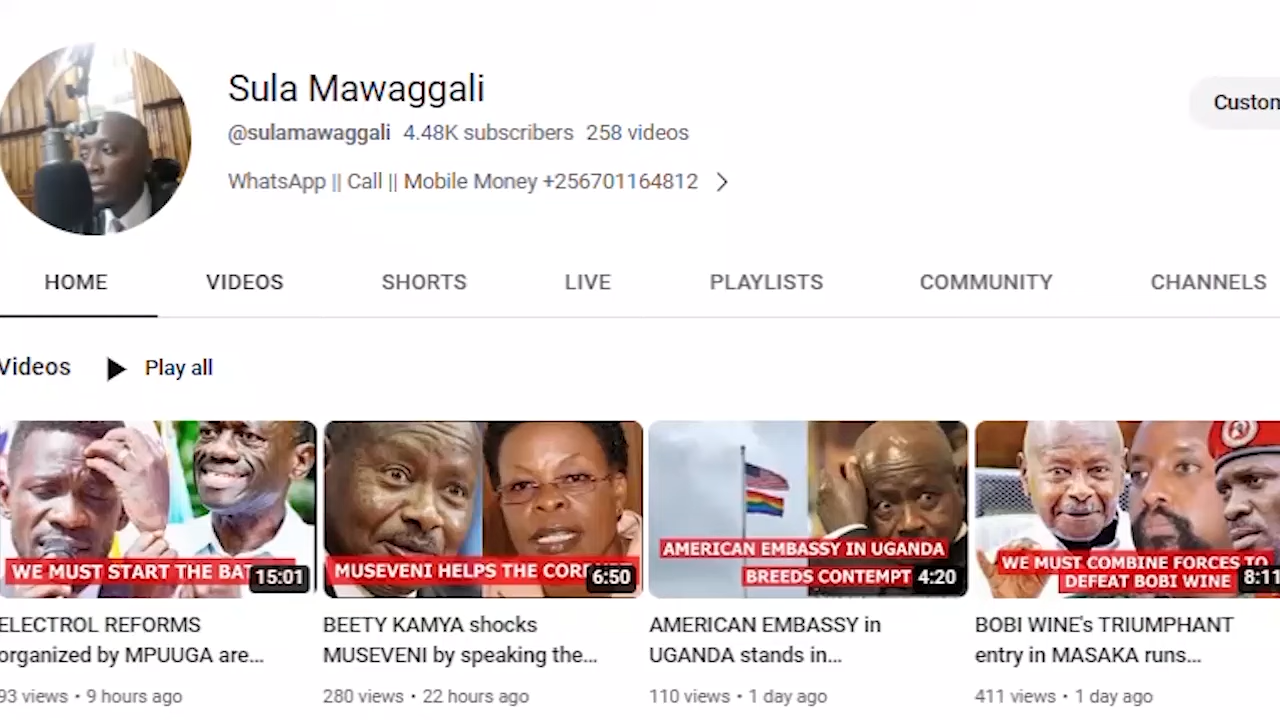 Sula Mawaggali
@sulamawaggali 4.48K subscribers 258 videos
WhatsApp || Call || Mobile Money +256701164812
Custom
HOME VIDEOS SHORTS LIVE PLAYLISTS COMMUNITY CHANNELS
Videos Play all
WE MUST START THE BAT
15:01
MUSEVENI HELPS THE COR
6:50
AMERICAN EMBASSY IN UGANDA
BREEDS CONTEMPT
4:20
WE MUST COMBINE FORCES TO
DEFEAT BOBI WINE
8:11
ELECTROL REFORMS
organized by MPUUGA are...
93 views • 9 hours ago
BEETY KAMYA shocks
MUSEVENI by speaking the...
280 views • 22 hours ago
AMERICAN EMBASSY in
UGANDA stands in...
110 views • 1 day ago
BOBI WINE's TRIUMPHANT
entry in MASAKA runs...
411 views • 1 day ago